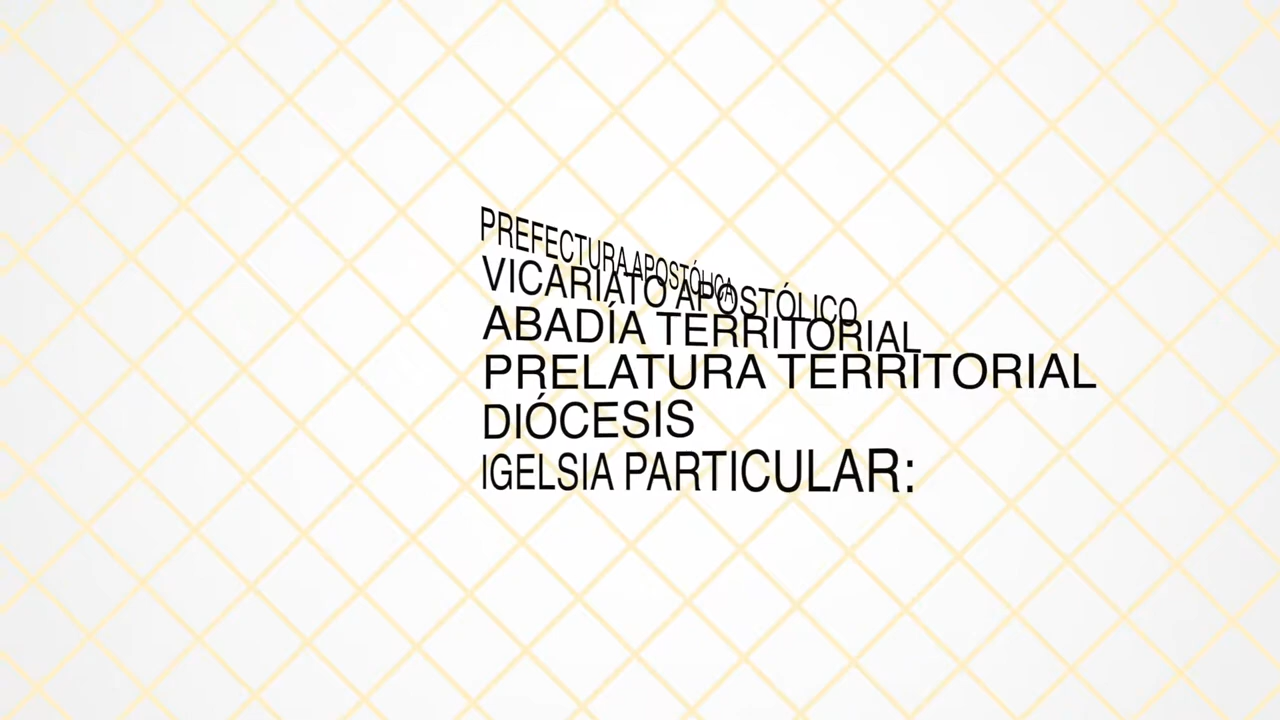 PREFECTURA APOSTÓLICA
VICARIATO APOSTÓLICO
ABADÍA TERRITORIAL
PRELATURA TERRITORIAL
DIÓCESIS
IGELSIA PARTICULAR: